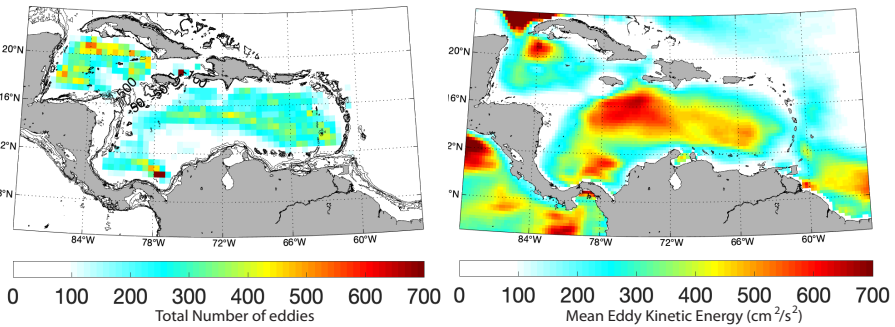 20°N
16°N
2°N
8°N
84°W 78°W 72°W 66°W 60°W
0 100 200 300 400 500 600 700
Total Number of eddies
20°N
16°N
12°N
°N
84°W 78°W 72°W 66°W 60°W
0 100 200 300 400 500 600 700
Mean Eddy Kinetic Energy (cm²/s²)